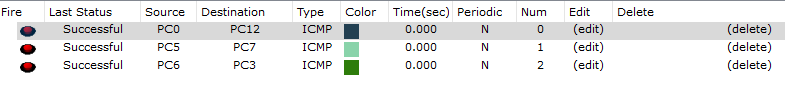 Fire Last Status Source Destination Type Color Time(sec) Periodic Num Edit Delete
Successful PC0 PC12 ICMP 0.000 N 0 (edit) (delete)
Successful PC5 PC7 ICMP 0.000 N 1 (edit) (delete)
Successful PC6 PC3 ICMP 0.000 N 2 (edit) (delete)